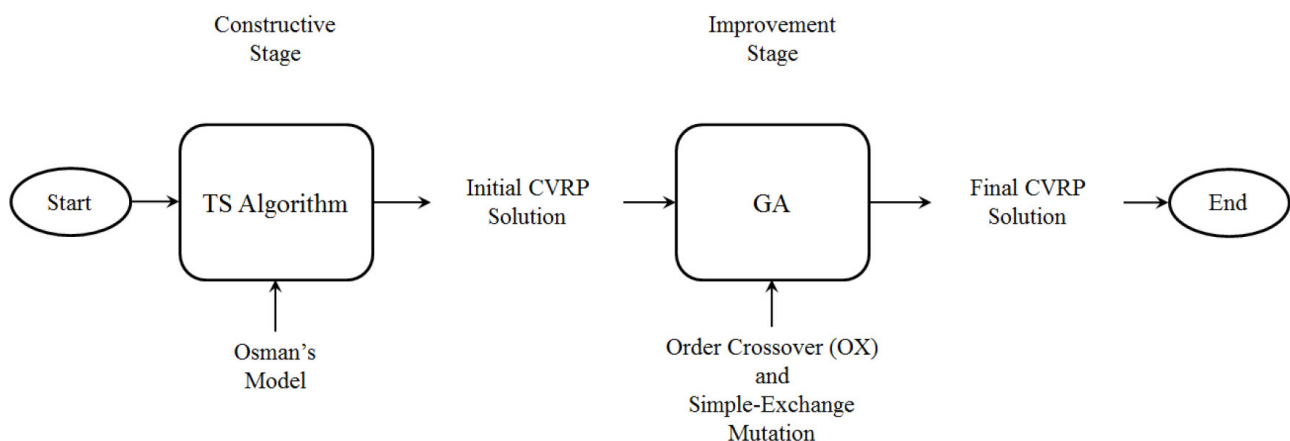 Constructive
Stage
Improvement
Stage
Start
TS Algorithm
Initial CVRP
Solution
GA
Final CVRP
Solution
End
Osman's
Model
Order Crossover (OX)
and
Simple-Exchange
Mutation